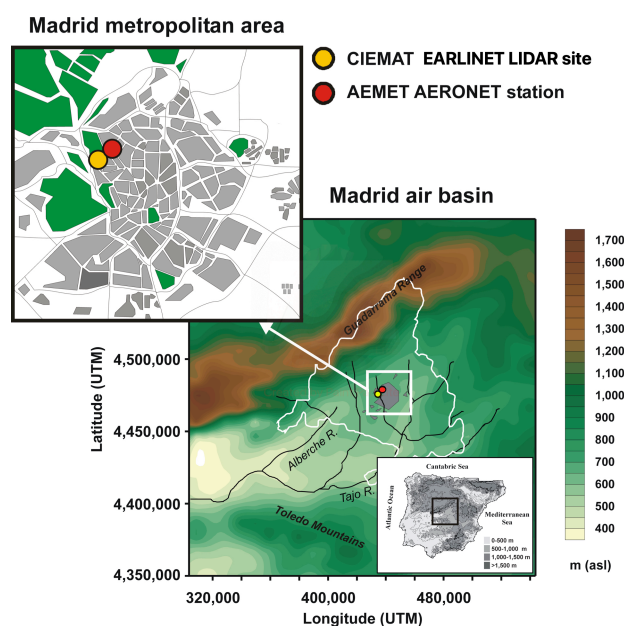 Madrid metropolitan area
CIEMAT EARLINET LIDAR site
AEMET AERONET station
Madrid air basin
Guadarrama Range
Alberche R.
Tajo R.
Toledo Mountains
Latitude (UTM)
4,500,000
4,450,000
4,400,000
4,350,000
320,000
400,000
480,000
Longitude (UTM)
Cantabric Sea
Atlantic Ocean
Mediterranean
Sea
0-500 m
500-1,000 m
1,000-1,500 m
>1,500 m
1,700
1,600
1,500
1,400
1,300
1,200
1,100
1,000
900
800
700
600
500
400
m (asl)